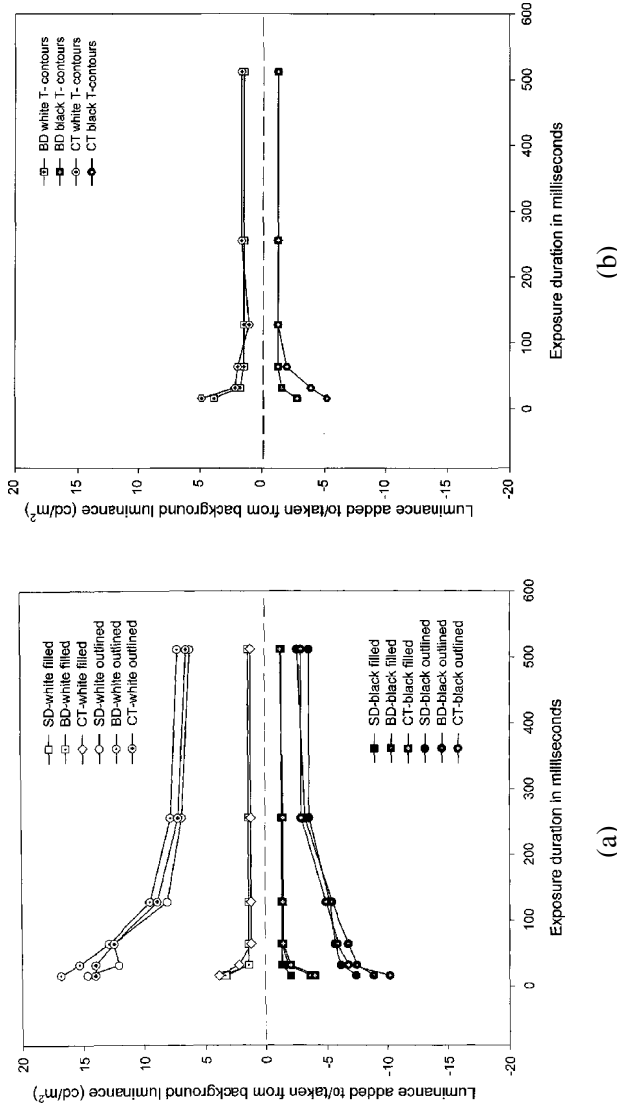 Luminance added to/taken from background luminance (cd/m²)
20
15
10
5
0
-5
-10
-15
-20
SD-white filled
BD-white filled
CT-white filled
SD-white outlined
BD-white outlined
CT-white outlined
SD-black filled
BD-black filled
CT-black filled
SD-black outlined
BD-black outlined
CT-black outlined
0
100
200
300
400
500
600
Exposure duration in milliseconds
(a)
Luminance added to/taken from background luminance (cd/m²)
20
15
10
5
0
-5
-10
-15
-20
BD white T- contours
BD black T- contours
CT white T- contours
CT black T-contours
0
100
200
300
400
500
600
Exposure duration in milliseconds
(b)